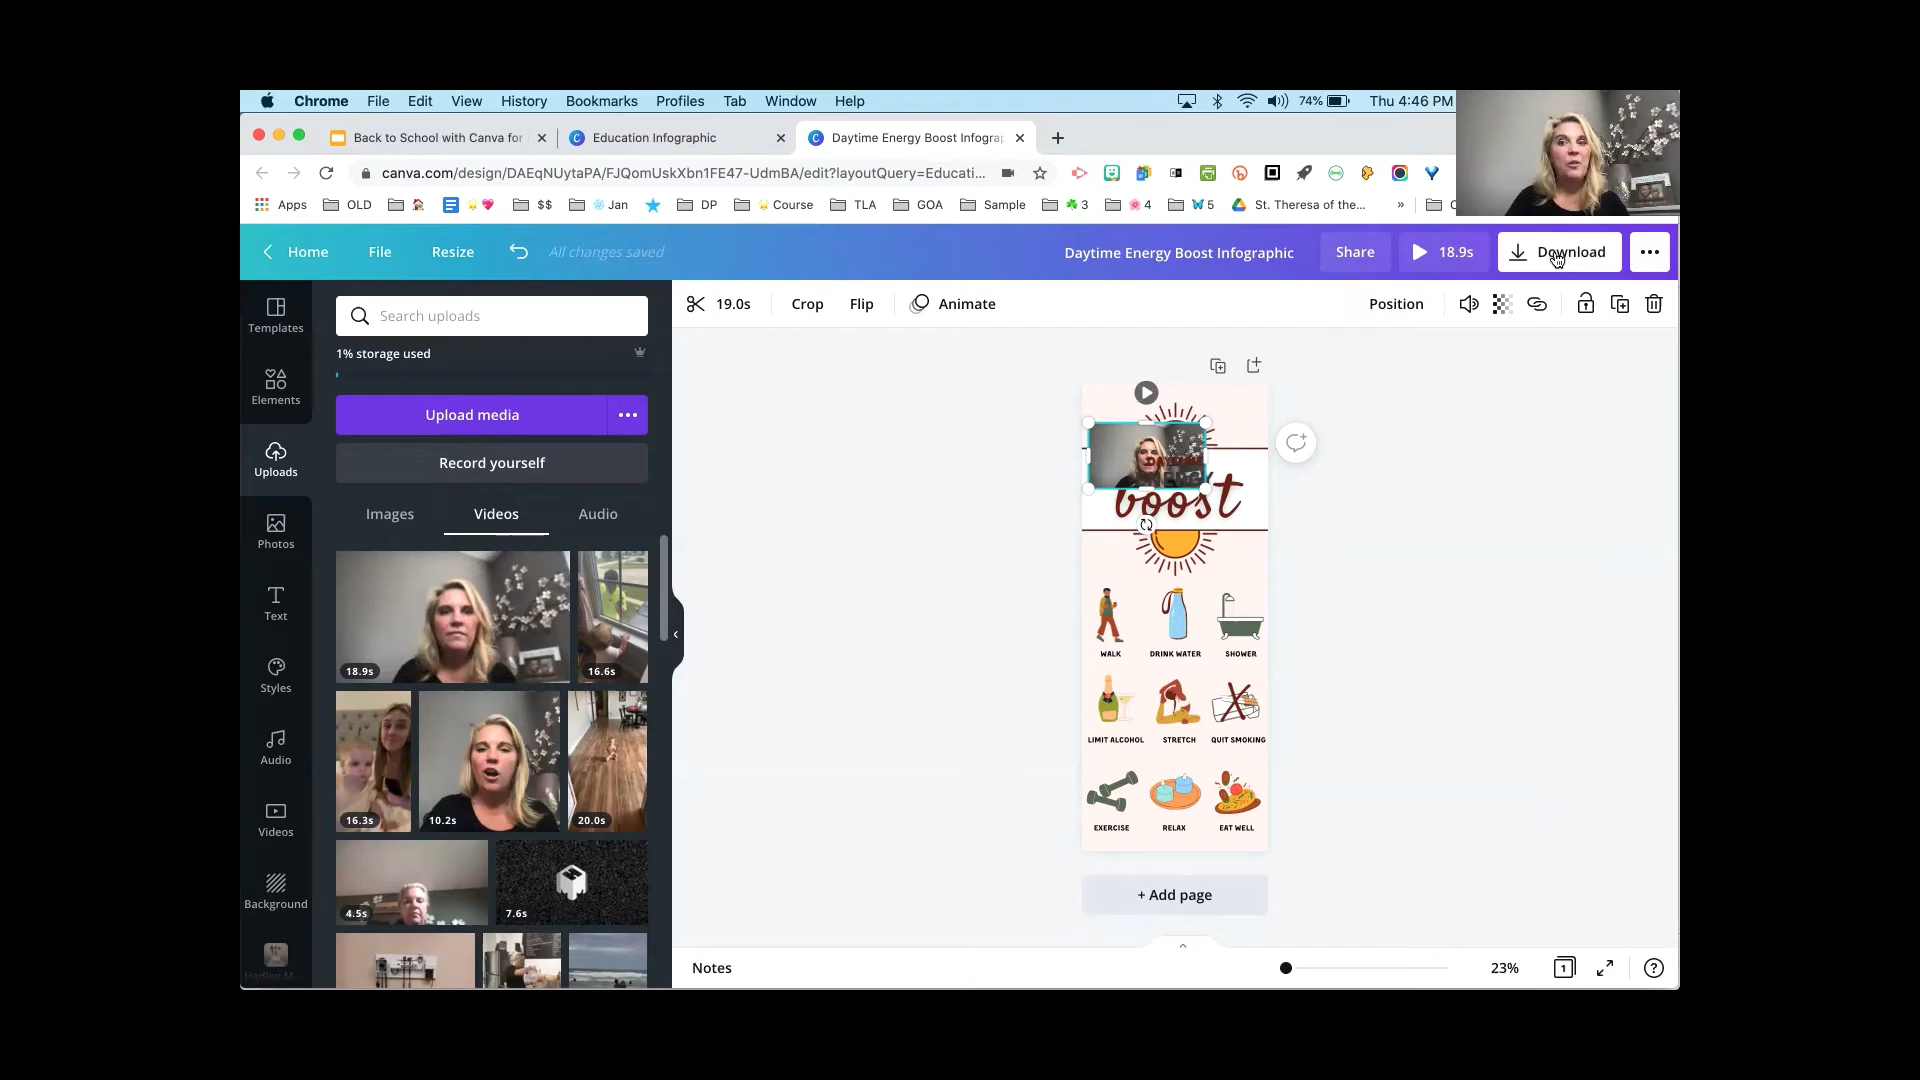 Chrome File Edit View History Bookmarks Profiles Tab Window Help 74% Thu 4:46 PM
Back to School with Canva for
Education Infographic
Daytime Energy Boost Infograp
canva.com/design/DAEqNUytaPA/FJQomUskXbn1FE47-UdmBA/edit?layoutQuery=Educati...
Apps OLD $$ Jan DP Course TLA GOA Sample 3 4 5 St. Theresa of the... »
Home File Resize All changes saved Daytime Energy Boost Infographic Share 18.9s Download
Templates
Elements
Uploads
Photos
Text
Styles
Audio
Videos
Background
Search uploads
1% storage used
Upload media
Record yourself
Images Videos Audio
18.9s
16.6s
16.3s
10.2s
20.0s
4.5s
7.6s
19.0s Crop Flip Animate Position
boost
WALK DRINK WATER SHOWER
LIMIT ALCOHOL STRETCH QUIT SMOKING
EXERCISE RELAX EAT WELL
+ Add page
Notes 23% 1